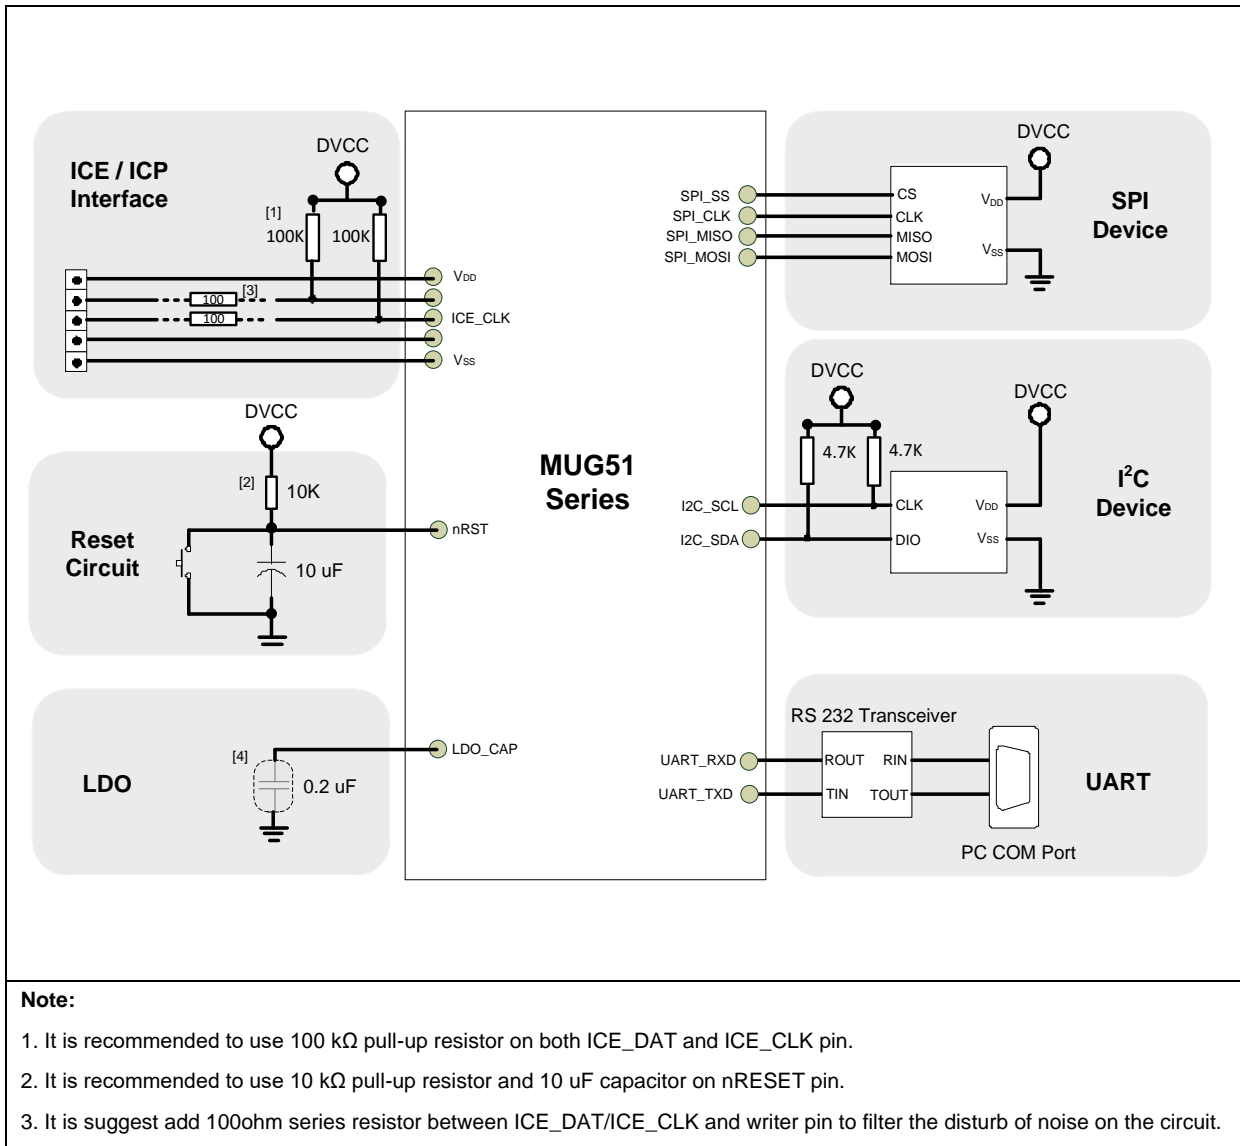 ICE / ICP
Interface
DVCC
[1]
100K
100K
[3]
100
100
VDD
ICE_CLK
VSS
DVCC
[2]
10K
Reset
Circuit
10 uF
nRST
LDO
[4]
0.2 uF
LDO_CAP
MUG51
Series
SPI_SS
SPI_CLK
SPI_MISO
SPI_MOSI
CS
CLK
MISO
MOSI
VDD
VSS
DVCC
SPI
Device
DVCC
4.7K
4.7K
DVCC
I2C_SCL
I2C_SDA
CLK
DIO
VDD
VSS
I²C
Device
RS 232 Transceiver
UART_RXD
UART_TXD
ROUT RIN
TIN TOUT
PC COM Port
UART
Note:
1. It is recommended to use 100 kΩ pull-up resistor on both ICE_DAT and ICE_CLK pin.
2. It is recommended to use 10 kΩ pull-up resistor and 10 uF capacitor on nRESET pin.
3. It is suggest add 100ohm series resistor between ICE_DAT/ICE_CLK and writer pin to filter the disturb of noise on the circuit.